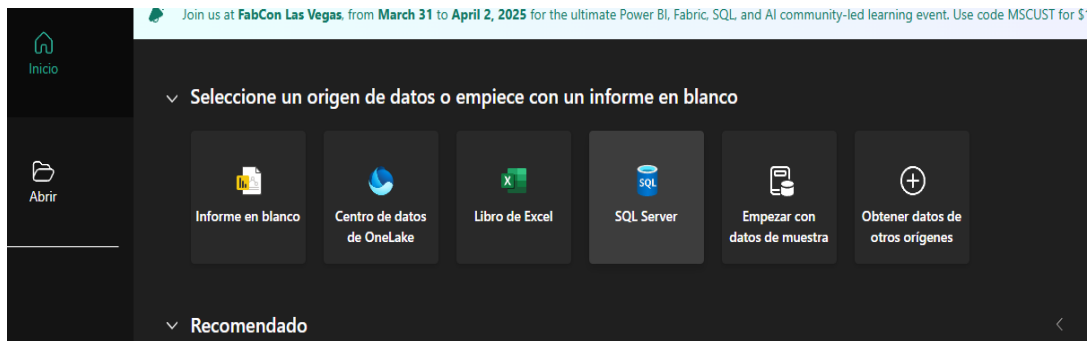 Join us at FabCon Las Vegas, from March 31 to April 2, 2025 for the ultimate Power BI, Fabric, SQL, and AI community-led learning event. Use code MSCUST for $
Inicio
Seleccione un origen de datos o empiece con un informe en blanco
Abrir
SQL
Informe en blanco
Centro de datos
de OneLake
Libro de Excel
SQL Server
Empezar con
datos de muestra
Obtener datos de
otros orígenes
Recomendado